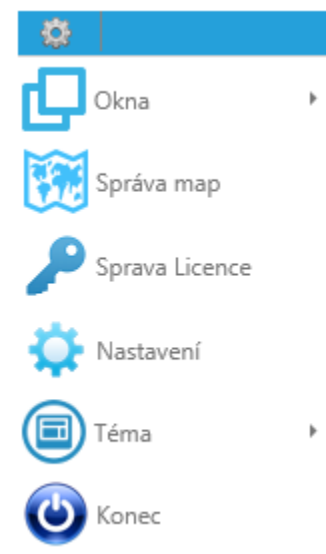 Okna
Správa map
Sprava Licence
Nastavení
Téma
Konec